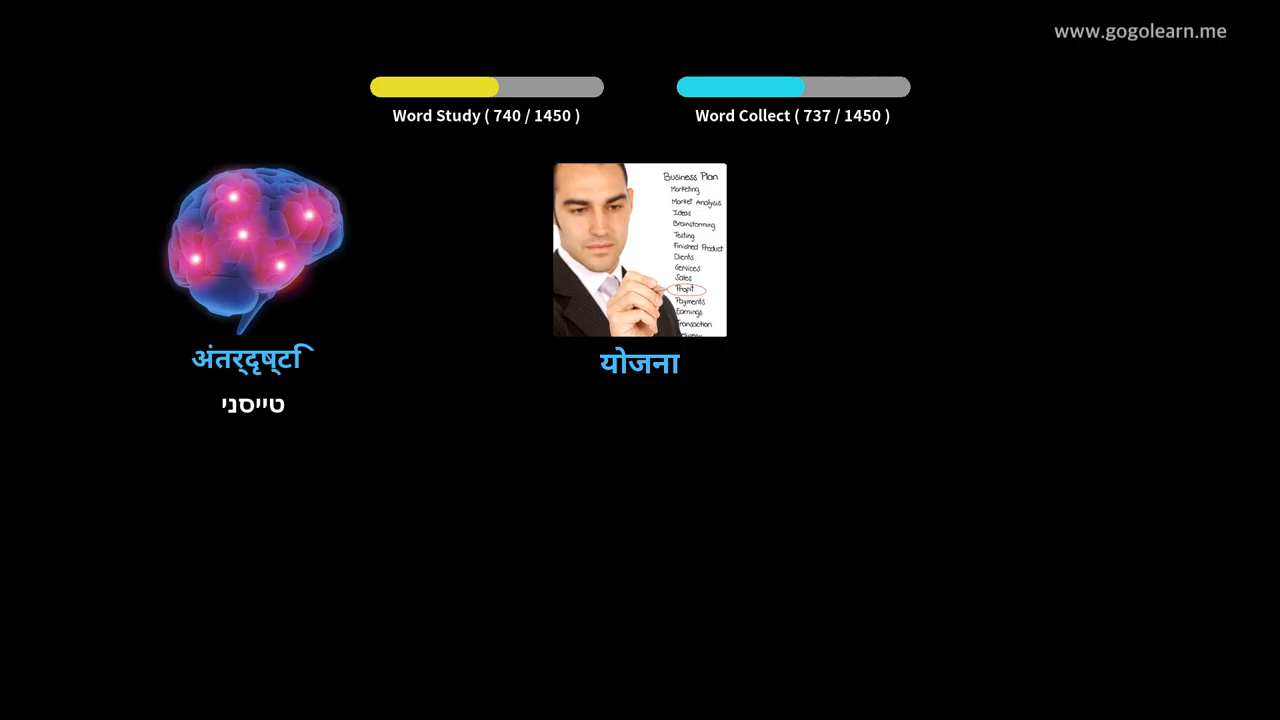 www.gogolearn.me
Word Study ( 740 / 1450 )
Word Collect ( 737 / 1450 )
Business Plan
Marketing
Market Analysis
Ideas
Brainstorming
Testing
Finished Product
Clients
Services
Sales
Profit
Payments
Earnings
Transaction
अंतर्दृष्टि
योजना
טייסני